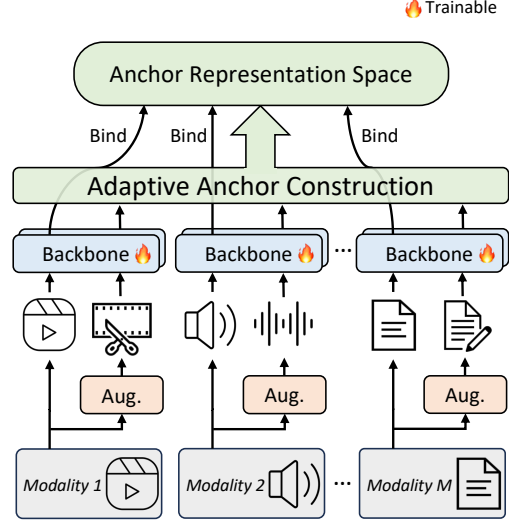 🔥 Trainable
Anchor Representation Space
Bind Bind Bind
Adaptive Anchor Construction
Backbone 🔥 Backbone 🔥 ... Backbone 🔥
Aug. Aug. Aug.
Modality 1 Modality 2 ... Modality M